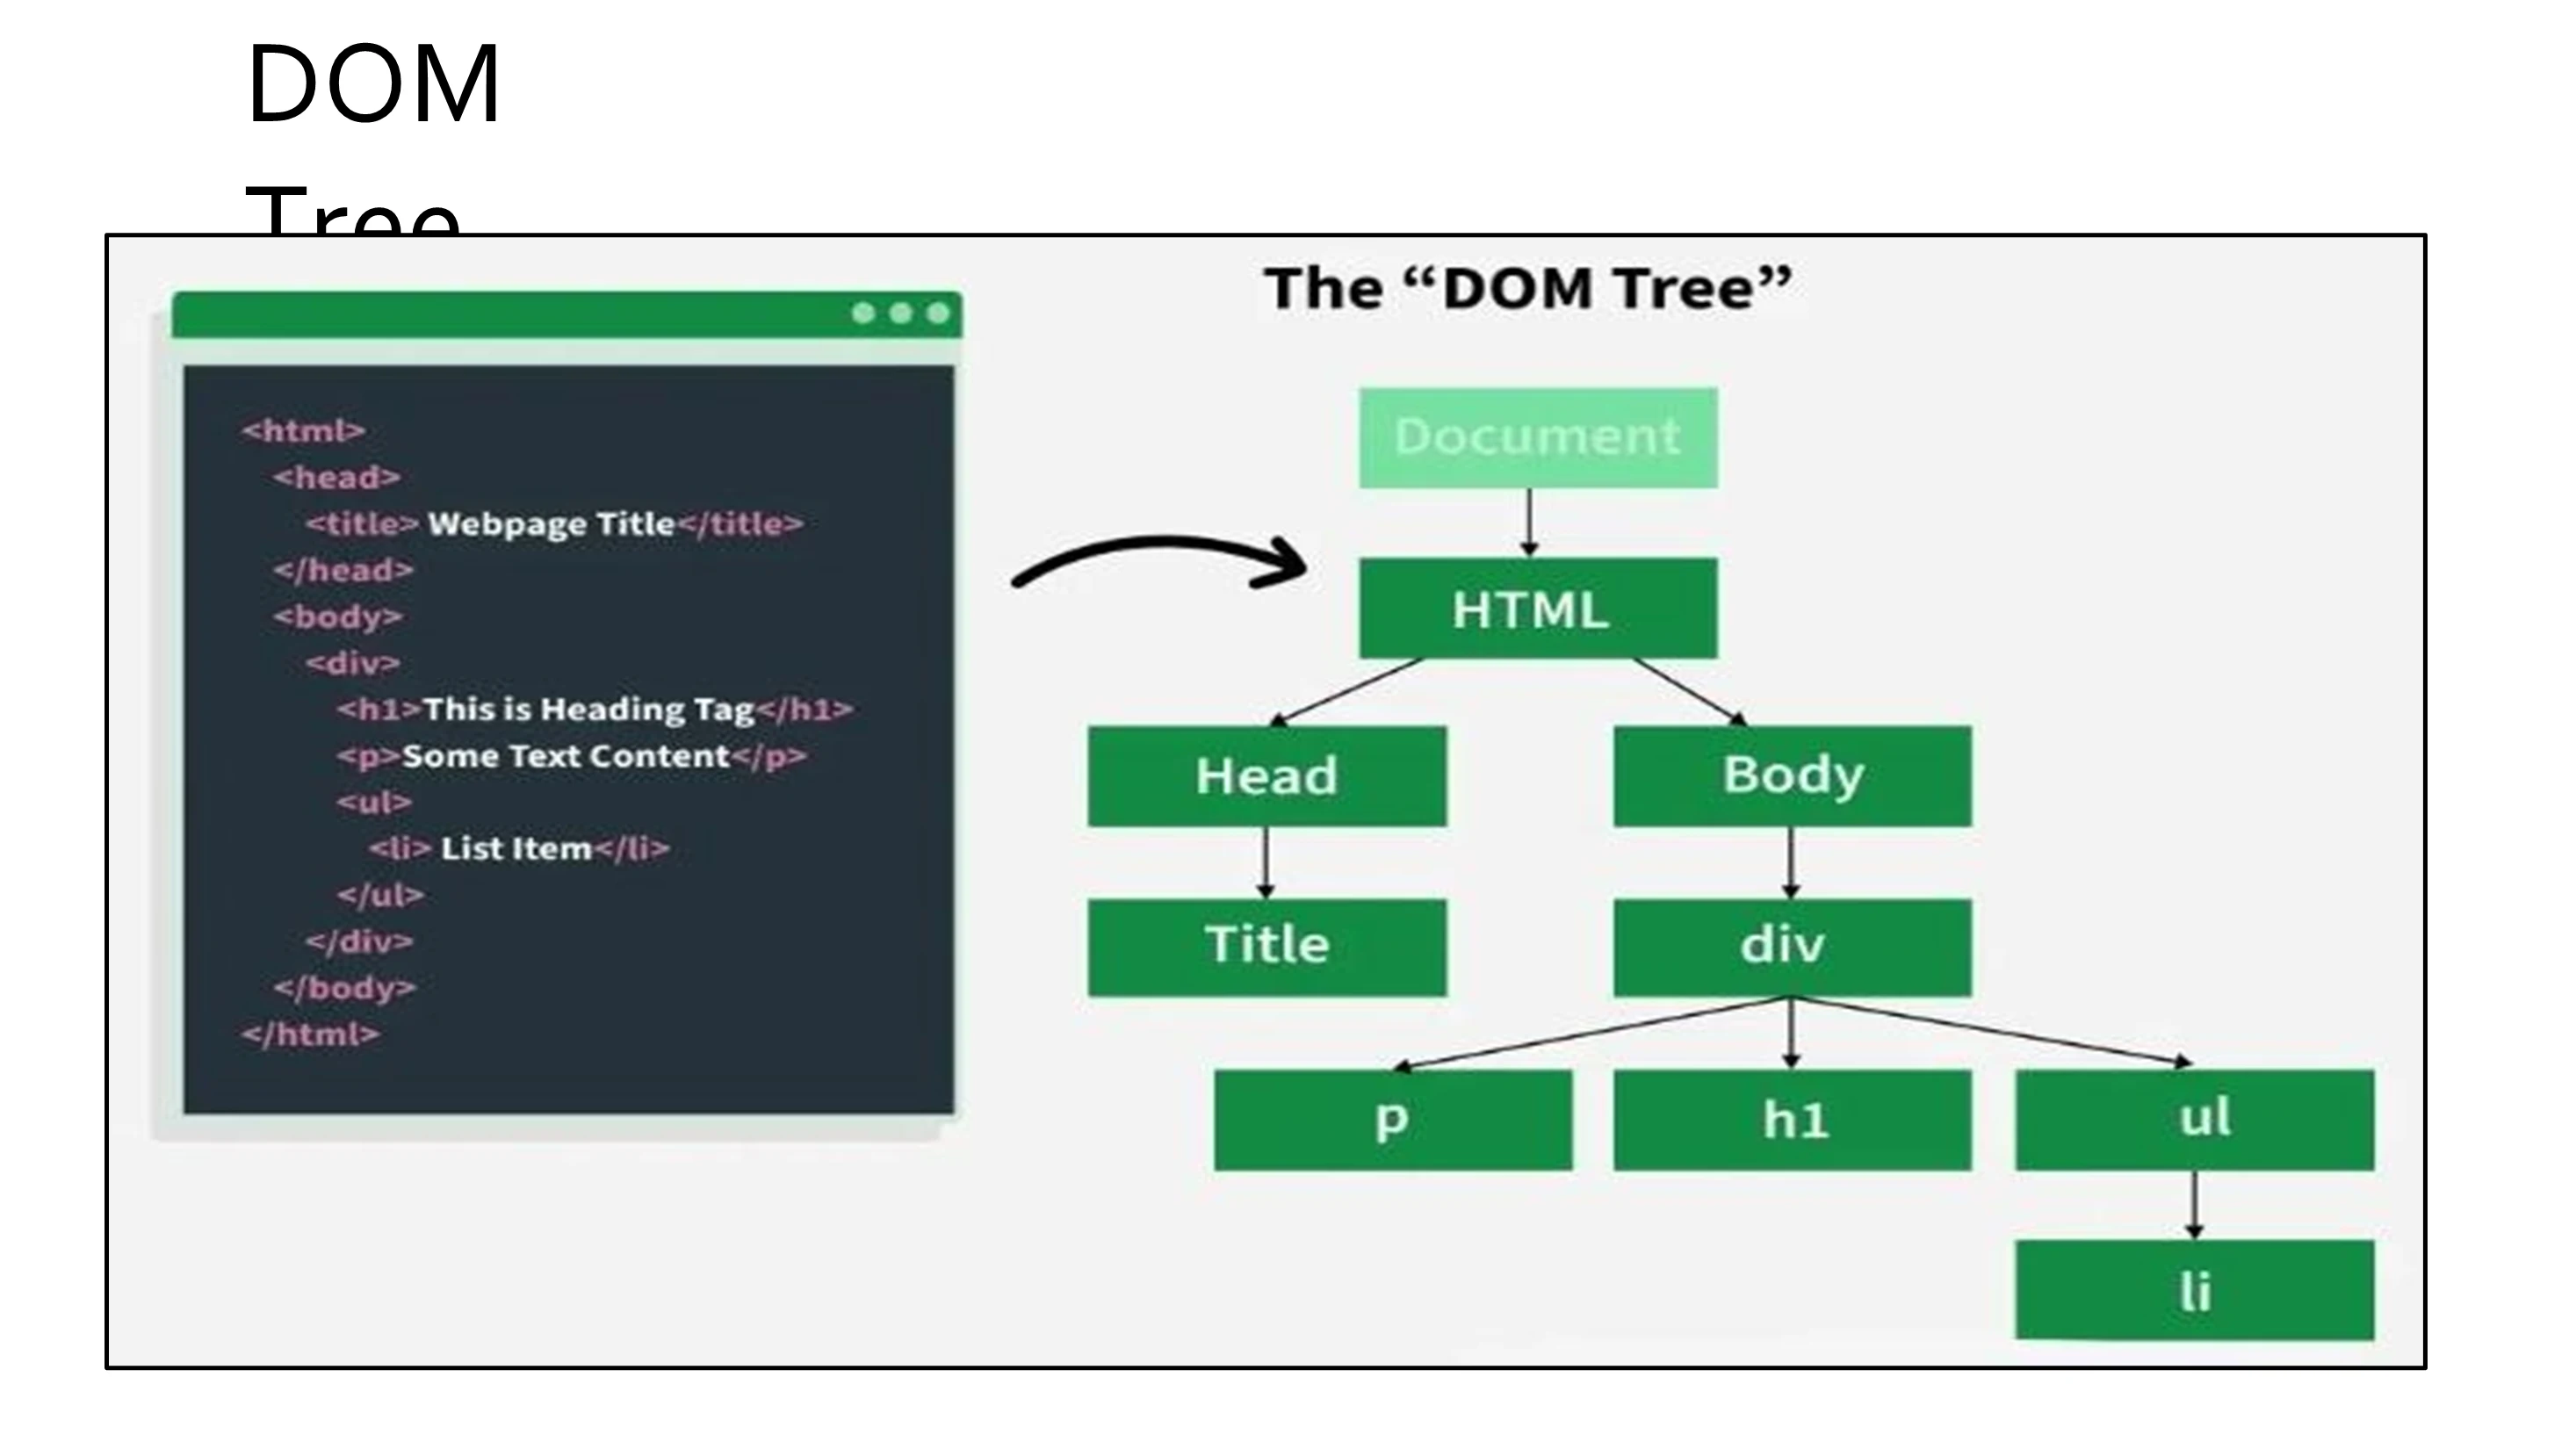 DOM
Tree
The “DOM Tree”
<html>
<head>
<title> Webpage Title</title>
</head>
<body>
<div>
<h1>This is Heading Tag</h1>
<p>Some Text Content</p>
<ul>
<li> List Item</li>
</ul>
</div>
</body>
</html>
Document
HTML
Head Body
Title div
p h1 ul
li